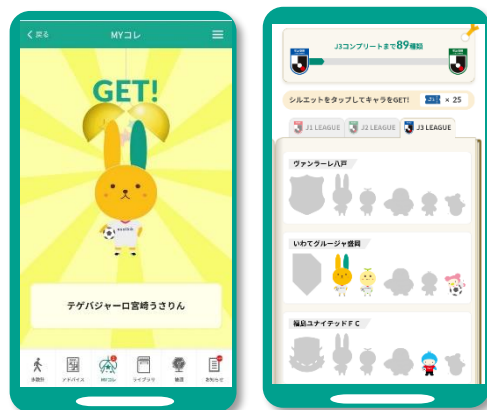 戻る
MYコレ
GET!
テゲバジャーロ宮崎うさりん
歩数計
アドバイス
MYコレ
ライブラリ
抽選
お知らせ
J3コンプリートまで89種類
シルエットをタップしてキャラをGET!
J1 × 25
J1 LEAGUE
J2 LEAGUE
J3 LEAGUE
ヴァンラーレ八戸
いわてグルージャ盛岡
福島ユナイテッドFC